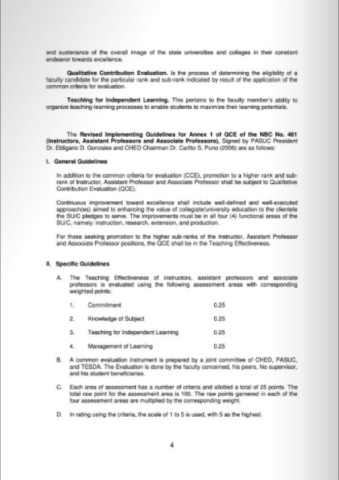 and sustenance of the overall image of the state universities and colleges in their constant
endeavor towards excellence.
Qualitative Contribution Evaluation. Is the process of determining the eligibility of a
faculty candidate for the particular rank and sub-rank indicated by result of the application of the
common criteria for evaluation.
Teaching for Independent Learning. This pertains to the faculty member's ability to
organize teaching-learning processes to enable students to maximize their learning potentials.
The Revised Implementing Guidelines for Annex 1 of QCE of the NBC No. 461
(Instructors, Assistant Professors and Associate Professors), Signed by PASUC President
Dr. Eldigario D. Gonzales and CHED Chairman Dr. Carlito S. Puno (2006) are as follows:
I. General Guidelines
In addition to the common criteria for evaluation (CCE), promotion to a higher rank and sub-
rank of Instructor, Assistant Professor and Associate Professor shall be subject to Qualitative
Contribution Evaluation (QCE).
Continuous improvement toward excellence shall include well-defined and well-executed
approach(es) aimed to enhancing the value of collegiate/university education to the clientele
the SUC pledges to serve. The improvements must be in all four (4) functional areas of the
SUC, namely: instruction, research, extension, and production.
For those seeking promotion to the higher sub-ranks of the Instructor, Assistant Professor
and Associate Professor positions, the QCE shall be in the Teaching Effectiveness.
II. Specific Guidelines
A. The Teaching Effectiveness of instructors, assistant professors and associate
professors is evaluated using the following assessment areas with corresponding
weighted points:
1. Commitment 0.25
2. Knowledge of Subject 0.25
3. Teaching for Independent Learning 0.25
4. Management of Learning 0.25
B. A common evaluation instrument is prepared by a joint committee of CHED, PASUC,
and TESDA. The Evaluation is done by the faculty concerned, his peers, his supervisor,
and his student beneficiaries.
C. Each area of assessment has a number of criteria and allotted a total of 25 points. The
total raw point for the assessment area is 100. The raw points garnered in each of the
four assessment areas are multiplied by the corresponding weight.
D. In rating using the criteria, the scale of 1 to 5 is used, with 5 as the highest.
4